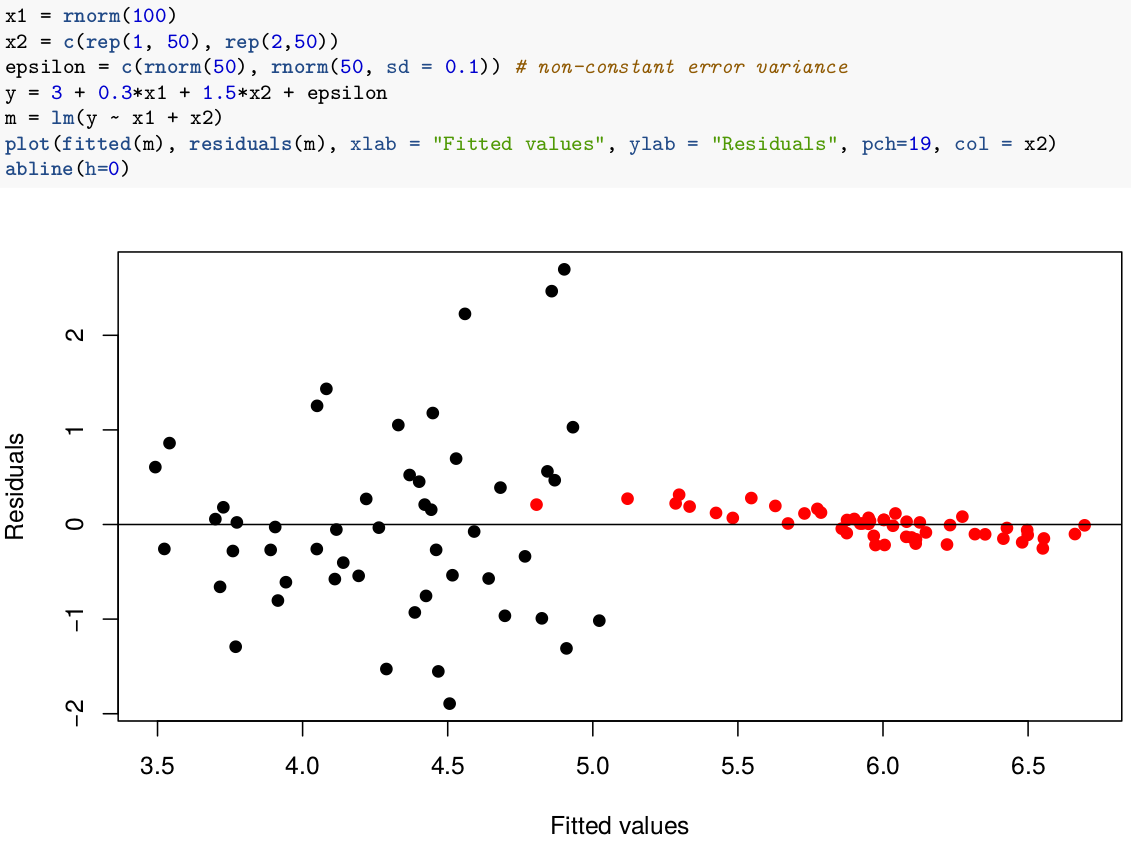 x1 = rnorm(100)
x2 = c(rep(1, 50), rep(2,50))
epsilon = c(rnorm(50), rnorm(50, sd = 0.1)) # non-constant error variance
y = 3 + 0.3*x1 + 1.5*x2 + epsilon
m = lm(y ~ x1 + x2)
plot(fitted(m), residuals(m), xlab = "Fitted values", ylab = "Residuals", pch=19, col = x2)
abline(h=0)
Residuals
2
1
0
−1
−2
3.5 4.0 4.5 5.0 5.5 6.0 6.5
Fitted values